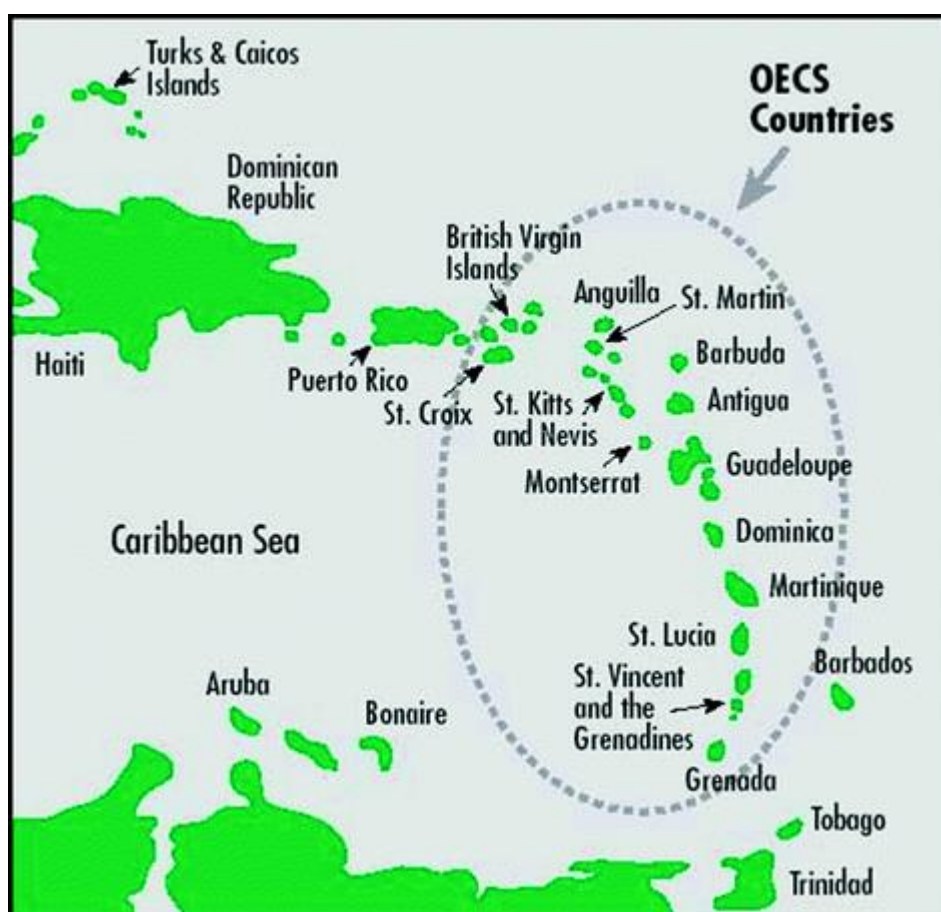 Turks & Caicos
Islands
OECS
Countries
Dominican
Republic
British Virgin
Islands
Anguilla
St. Martin
Haiti
Puerto Rico
St. Croix
St. Kitts
and Nevis
Barbuda
Antigua
Montserrat
Guadeloupe
Caribbean Sea
Dominica
Martinique
St. Lucia
Barbados
St. Vincent
and the
Grenadines
Aruba
Bonaire
Grenada
Tobago
Trinidad